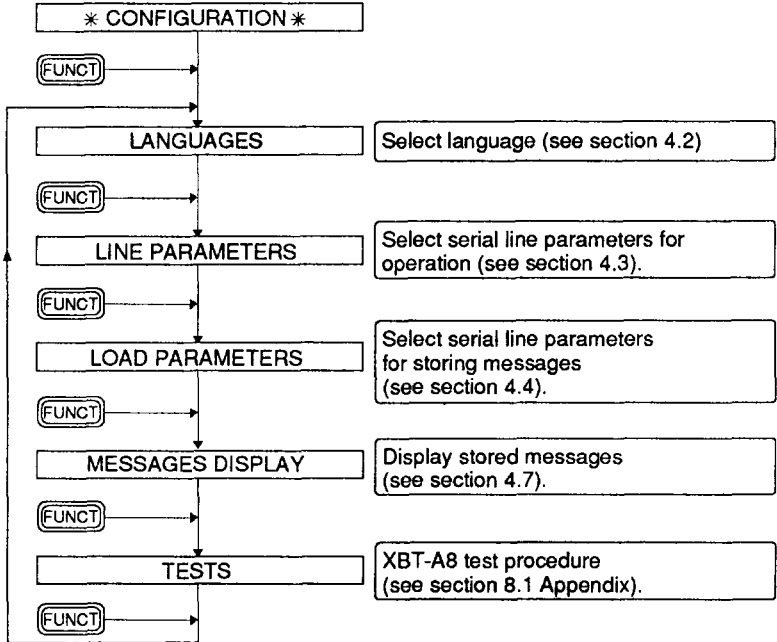 * CONFIGURATION *
FUNCT
LANGUAGES
Select language (see section 4.2)
FUNCT
LINE PARAMETERS
Select serial line parameters for
operation (see section 4.3).
FUNCT
LOAD PARAMETERS
Select serial line parameters
for storing messages
(see section 4.4).
FUNCT
MESSAGES DISPLAY
Display stored messages
(see section 4.7).
FUNCT
TESTS
XBT-A8 test procedure
(see section 8.1 Appendix).
FUNCT